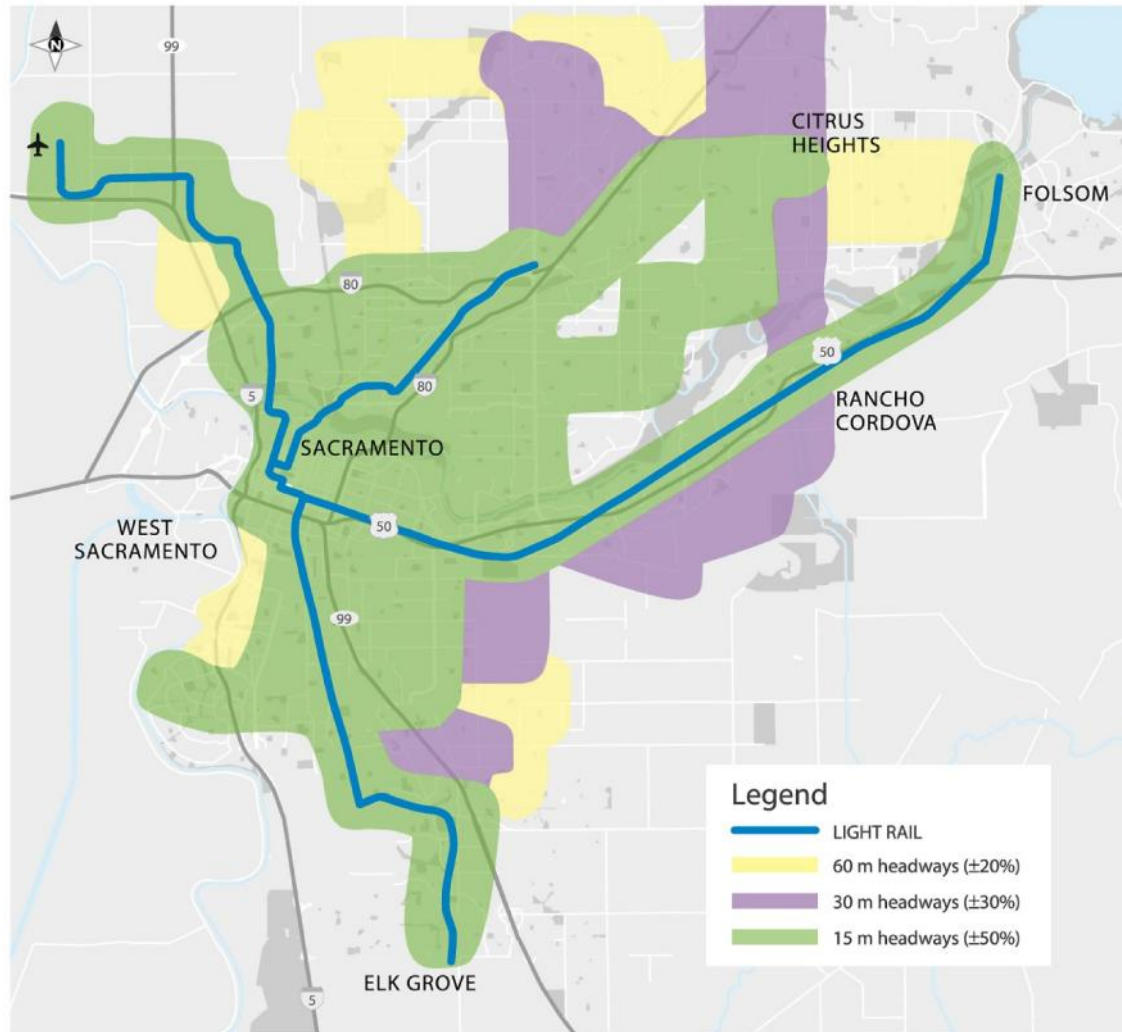 N
99
CITRUS
HEIGHTS
FOLSOM
80
80
50
5
RANCHO
CORDOVA
SACRAMENTO
WEST
SACRAMENTO
50
99
Legend
LIGHT RAIL
60 m headways (±20%)
30 m headways (±30%)
15 m headways (±50%)
ELK GROVE
5